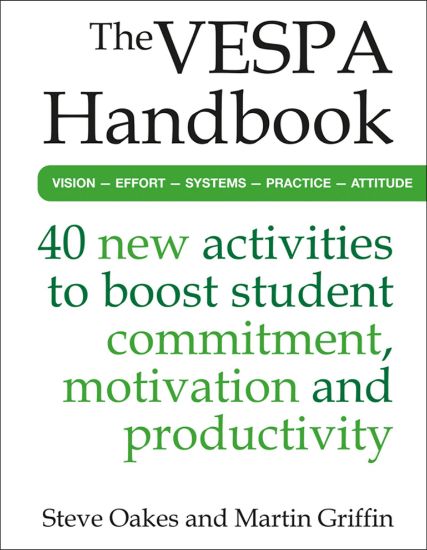 The VESPA
Handbook
VISION – EFFORT – SYSTEMS – PRACTICE – ATTITUDE
40 new activities
to boost student
commitment,
motivation and
productivity
Steve Oakes and Martin Griffin